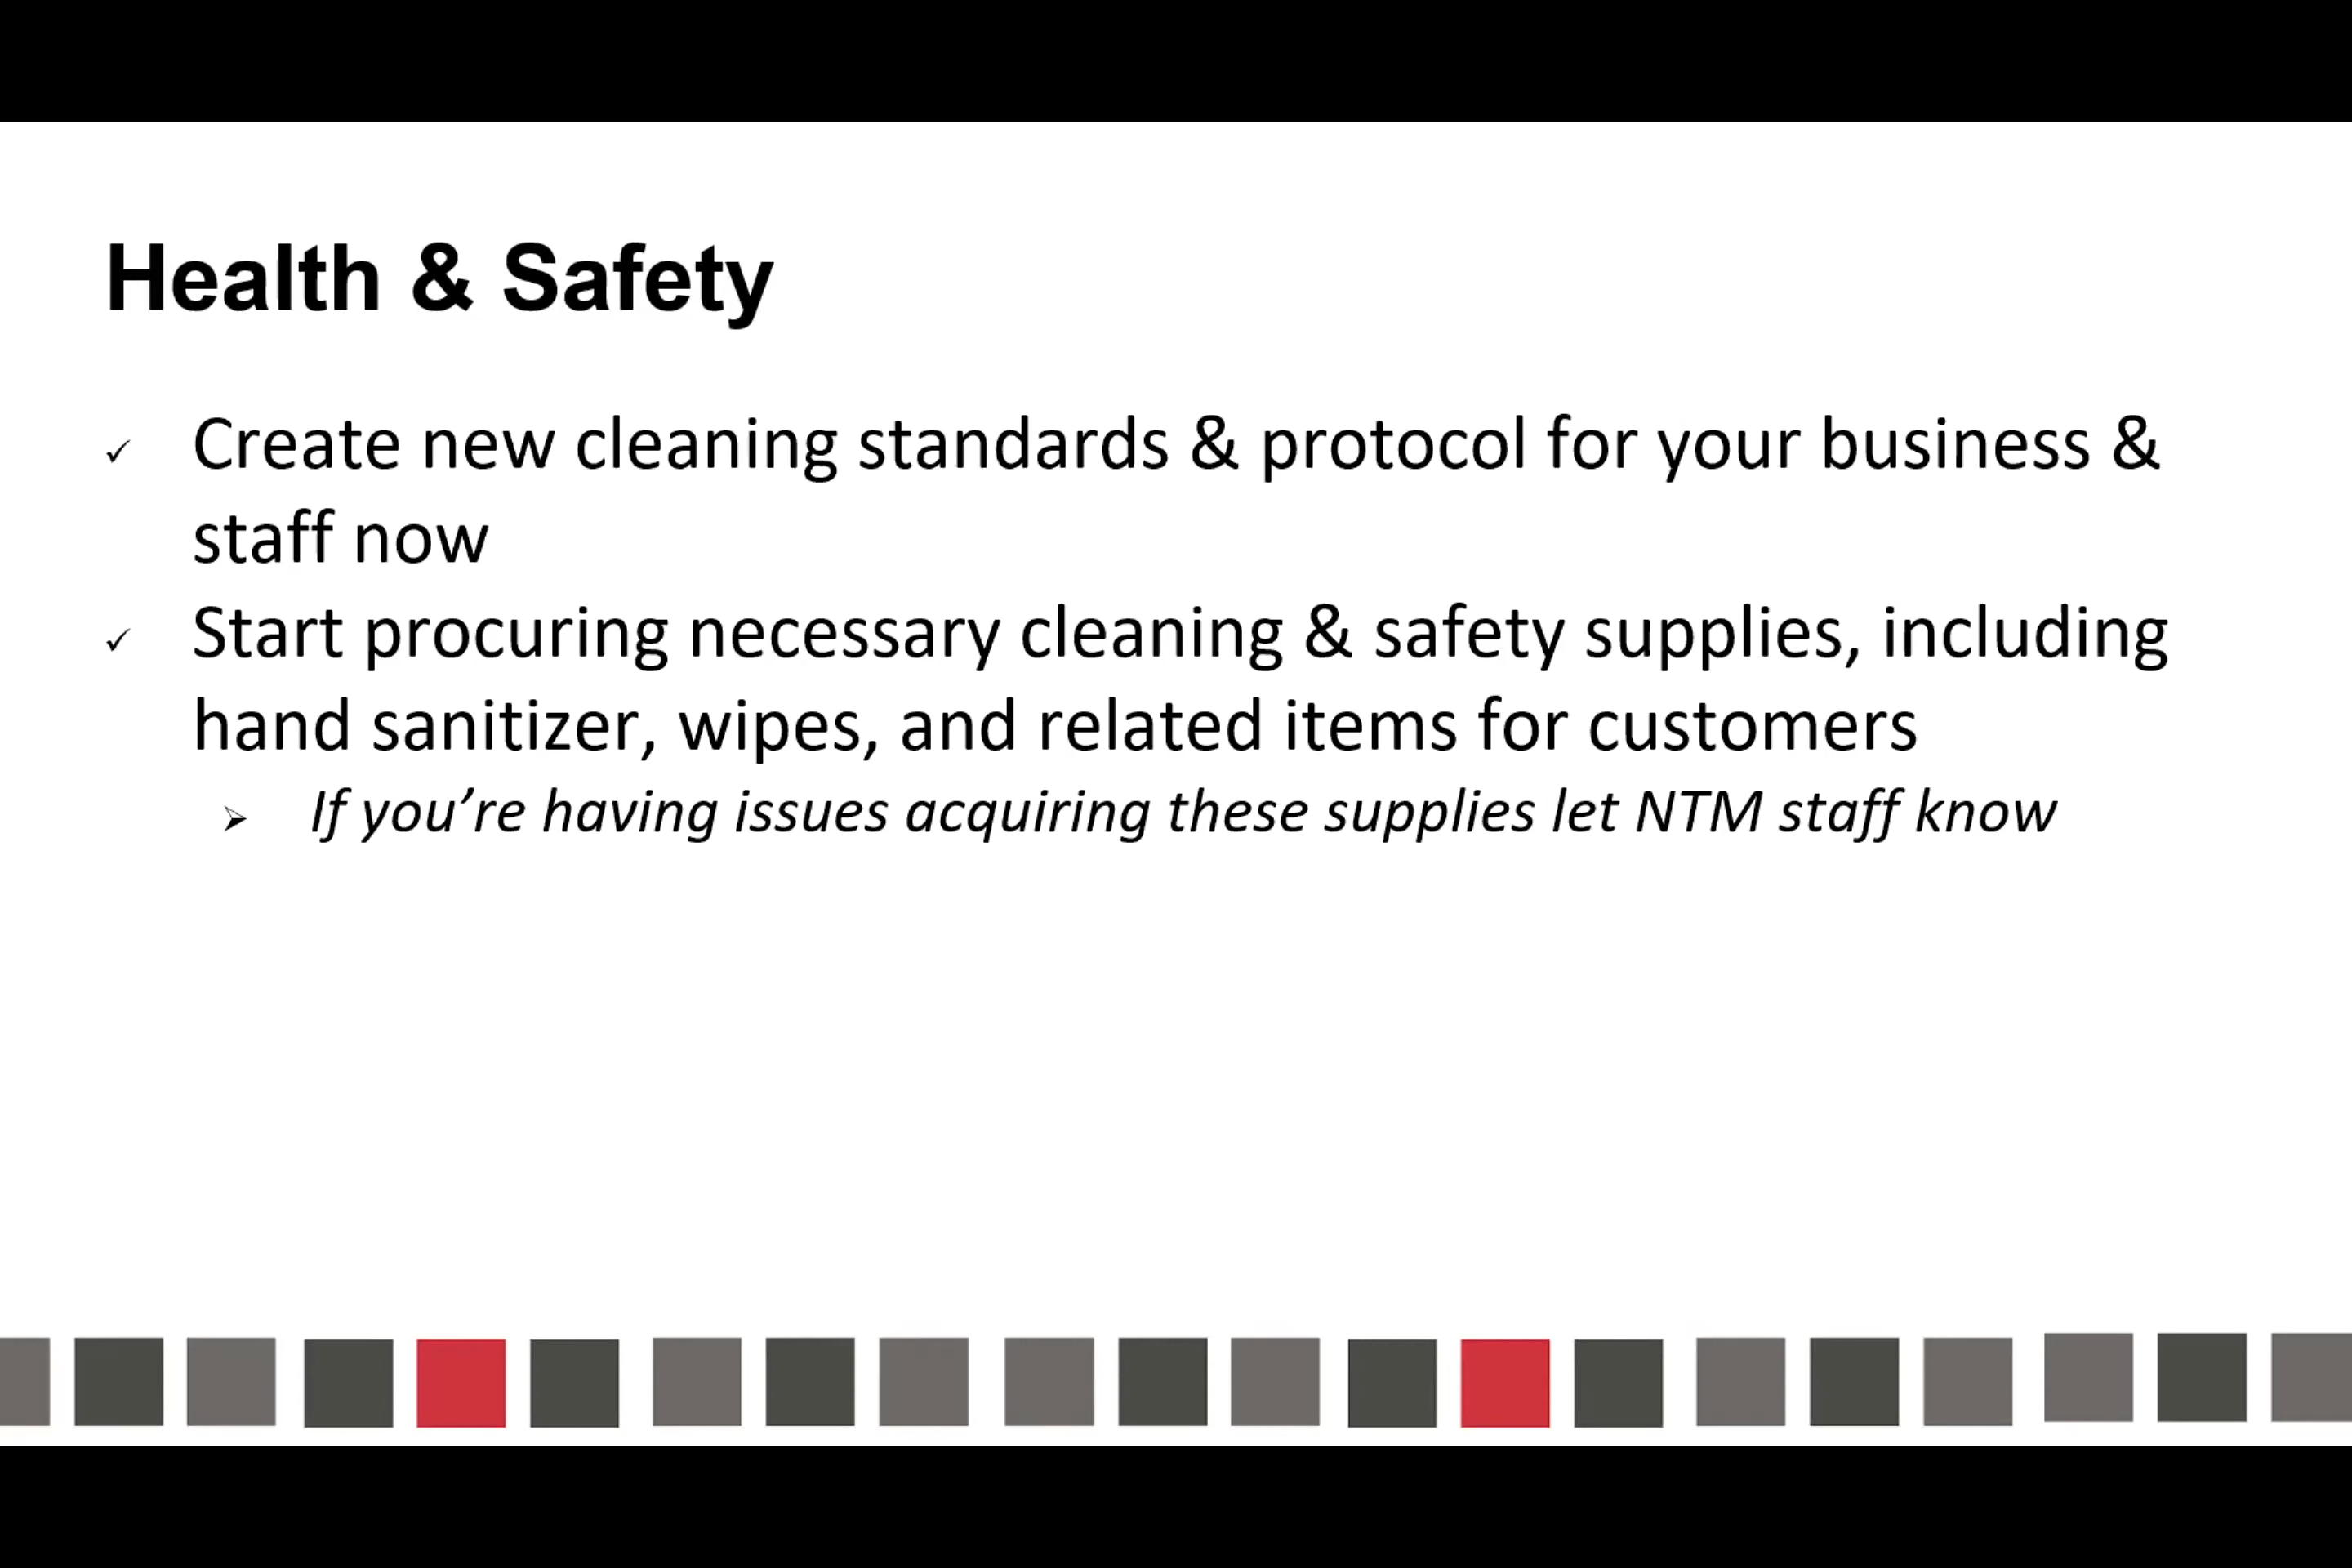 Health & Safety
✓ Create new cleaning standards & protocol for your business &
staff now
✓ Start procuring necessary cleaning & safety supplies, including
hand sanitizer, wipes, and related items for customers
➢ If you’re having issues acquiring these supplies let NTM staff know